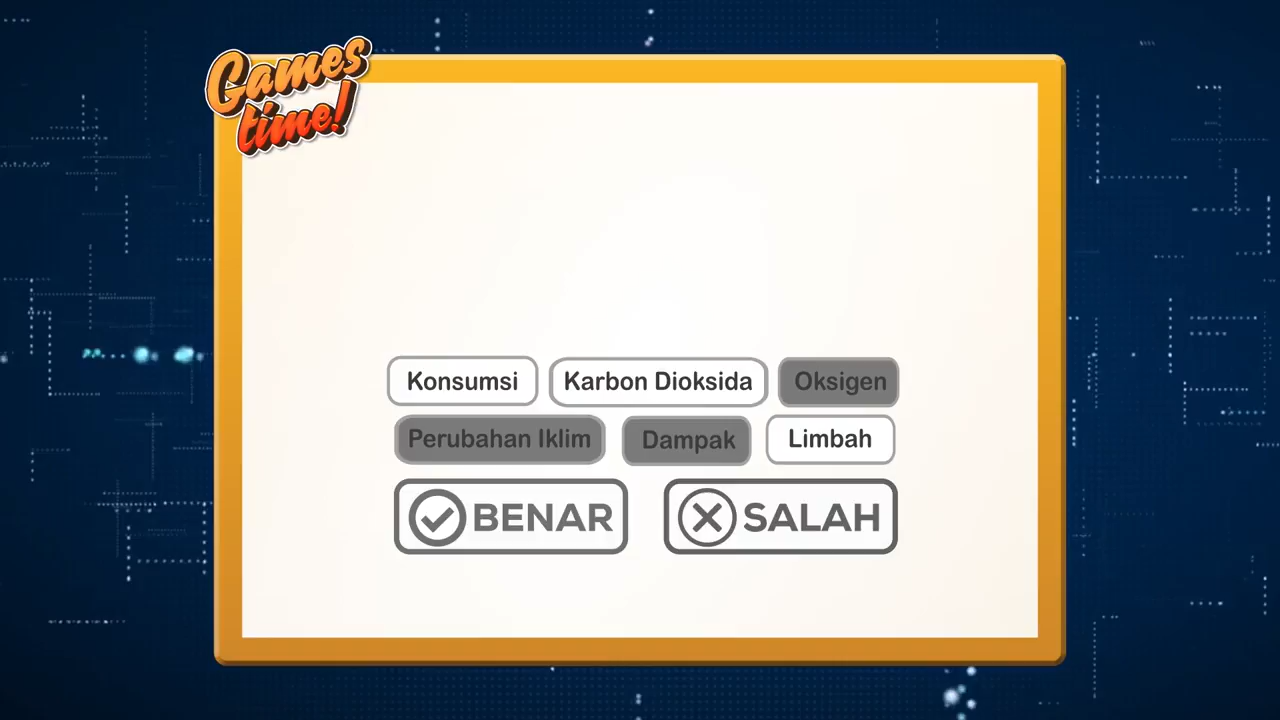 Games
time!
Konsumsi Karbon Dioksida Oksigen
Perubahan Iklim Dampak Limbah
BENAR SALAH